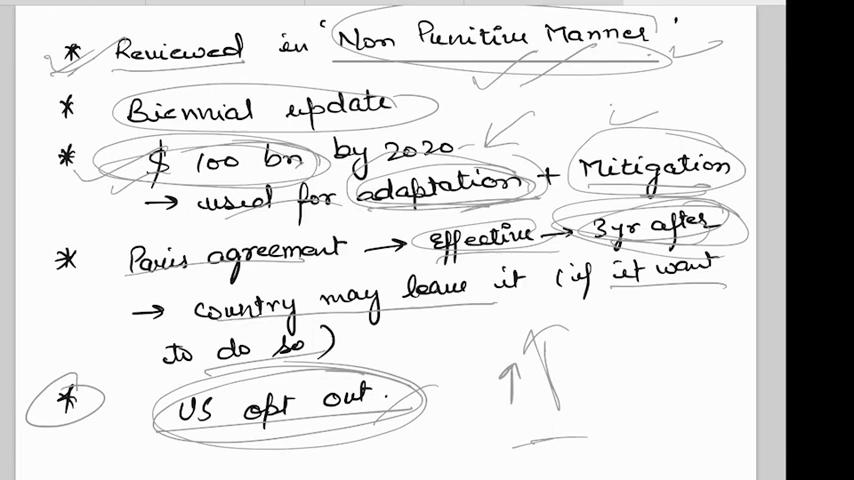 * Reviewed in 'Non Punitive Manner'
* Biennial update
* $ 100 bn by 2020
→ used for adaptation + Mitigation
* Paris agreement → Effective → 3yr after
→ country may leave it (if it want
to do so)
* US opt out.